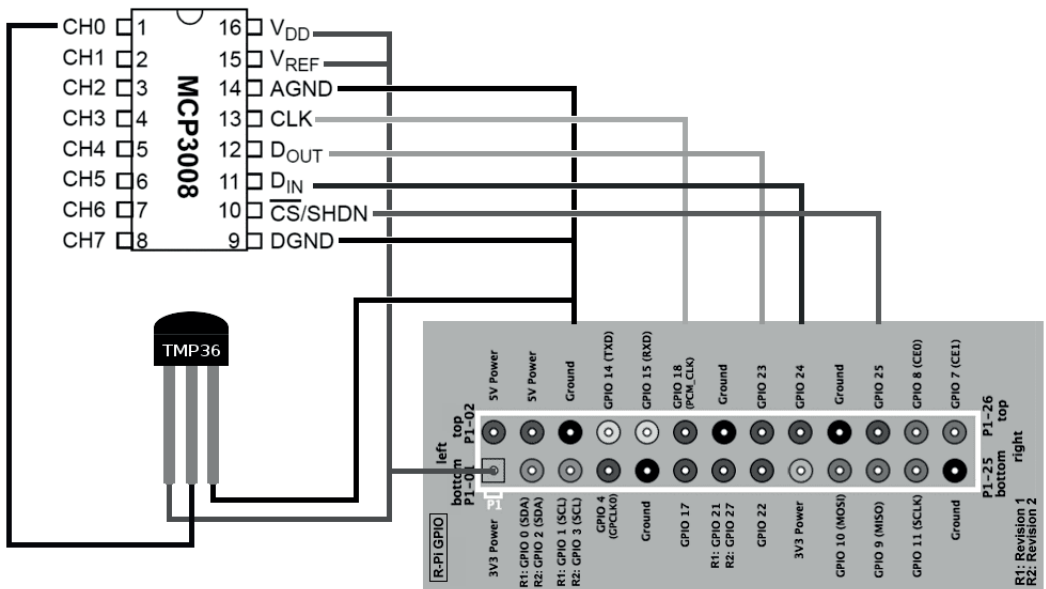 CH0 1 16 VDD
CH1 2 15 VREF
CH2 3 14 AGND
CH3 4 13 CLK
CH4 5 12 DOUT
CH5 6 11 DIN
CH6 7 10 CS/SHDN
CH7 8 9 DGND
MCP3008
TMP36
5V Power
5V Power
Ground
GPIO 14 (TXD)
GPIO 15 (RXD)
GPIO 18
(PCM_CLK)
Ground
GPIO 23
GPIO 24
Ground
GPIO 25
GPIO 8 (CE0)
GPIO 7 (CE1)
left
top
P1-02
bottom
P1-01
P1-26
top
right
P1-25
bottom
P1
R-Pi GPIO
3V3 Power
R1: GPIO 0 (SDA)
R2: GPIO 2 (SDA)
R1: GPIO 1 (SCL)
R2: GPIO 3 (SCL)
GPIO 4
(GPCLK0)
Ground
GPIO 17
R1: GPIO 21
R2: GPIO 27
GPIO 22
3V3 Power
GPIO 10 (MOSI)
GPIO 9 (MISO)
GPIO 11 (SCLK)
Ground
R1: Revision 1
R2: Revision 2